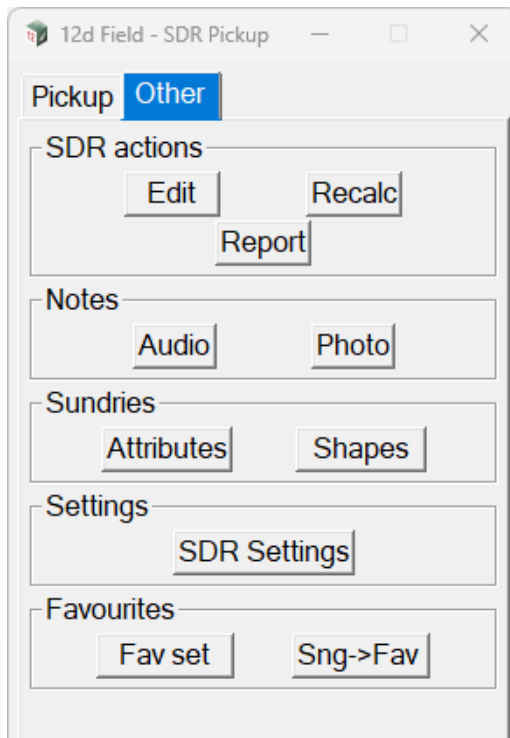 12d Field - SDR Pickup
Pickup Other
SDR actions
Edit Recalc
Report
Notes
Audio Photo
Sundries
Attributes Shapes
Settings
SDR Settings
Favourites
Fav set Sng->Fav